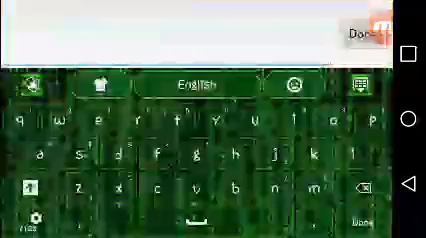 Done
English
q w e r t y u i o p
a s d f g h j k l
z x c v b n m
Done